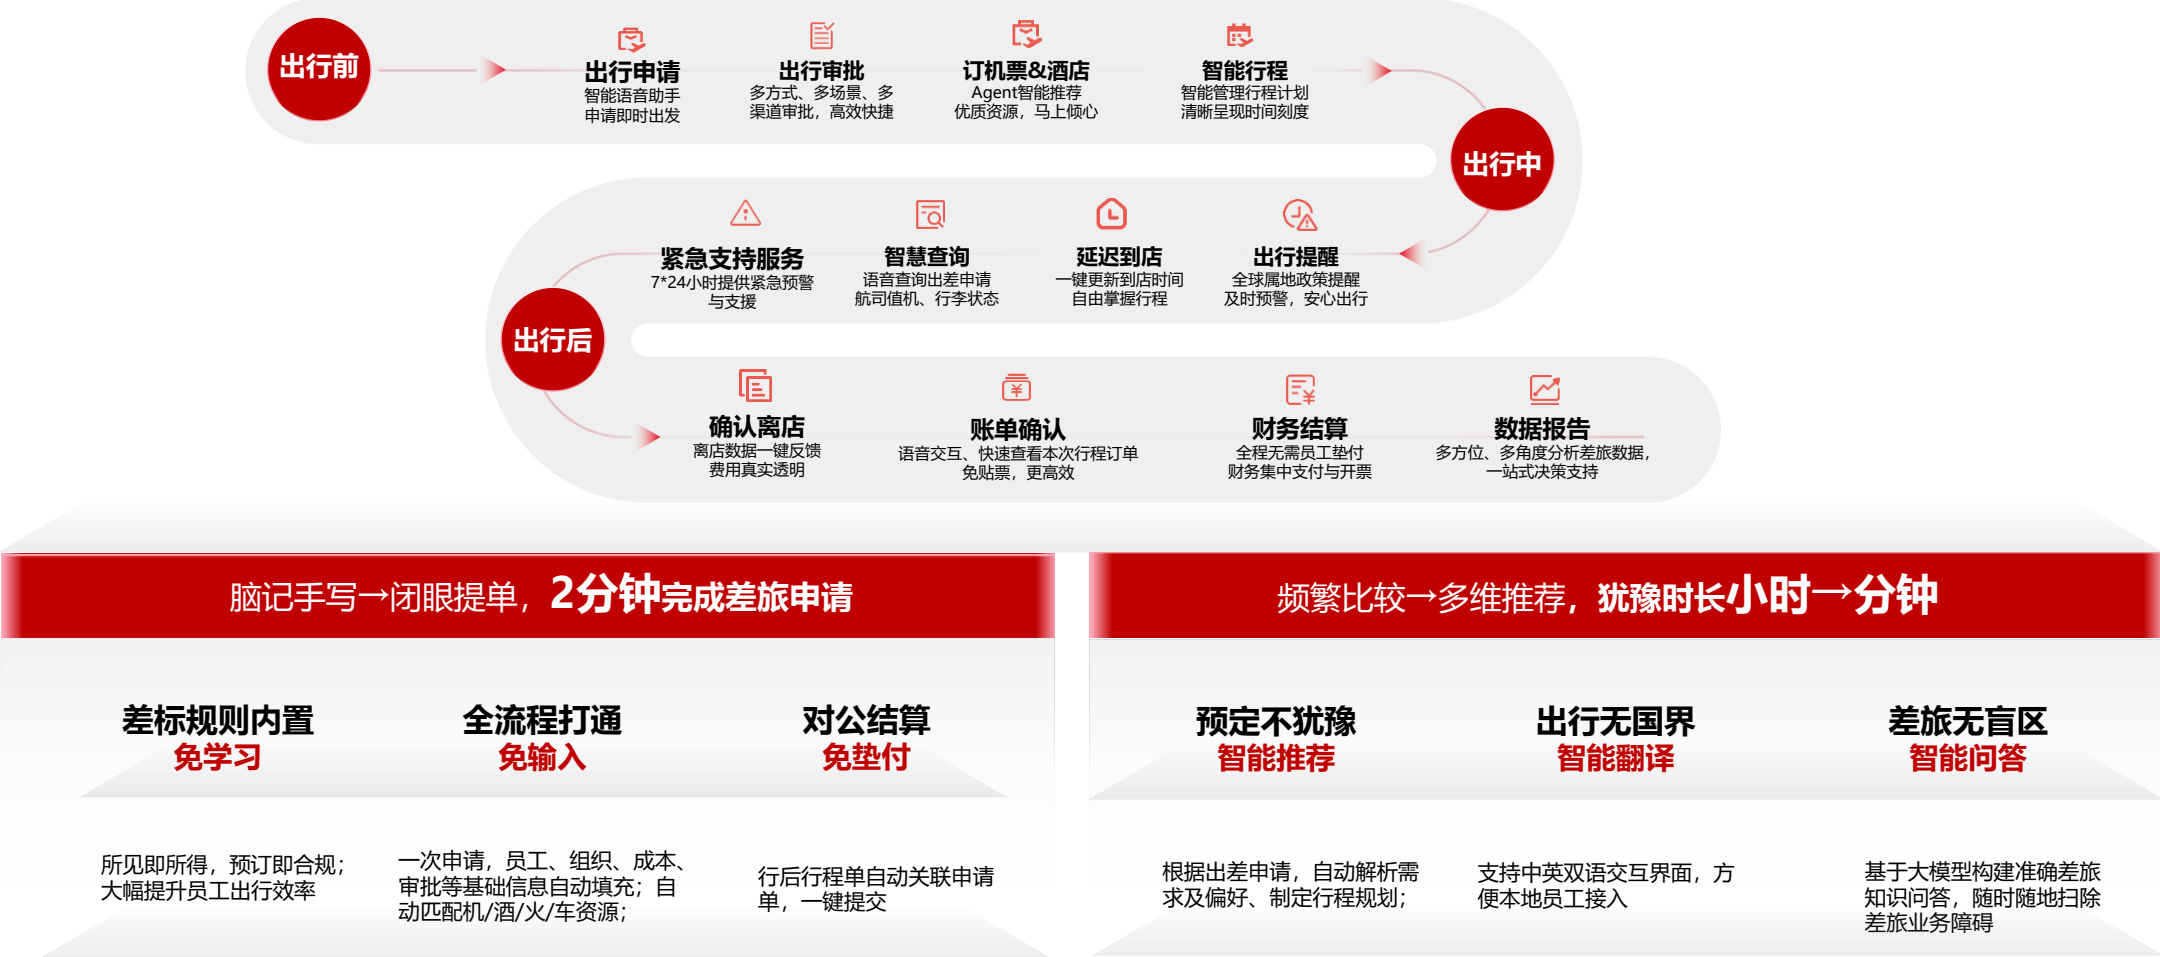 出行前
出行申请
智能语音助手
申请即时出发
出行审批
多方式、多场景、多
渠道审批，高效快捷
订机票&酒店
Agent智能推荐
优质资源，马上倾心
智能行程
智能管理行程计划
清晰呈现时间刻度
出行中
紧急支持服务
7*24小时提供紧急预警
与支援
智慧查询
语音查询出差申请
航司值机、行李状态
延迟到店
一键更新到店时间
自由掌握行程
出行提醒
全球属地政策提醒
及时预警，安心出行
出行后
确认离店
离店数据一键反馈
费用真实透明
账单确认
语音交互、快速查看本次行程订单
免贴票，更高效
财务结算
全程无需员工垫付
财务集中支付与开票
数据报告
多方位、多角度分析差旅数据，
一站式决策支持
脑记手写→闭眼提单，2分钟完成差旅申请
差标规则内置
免学习
全流程打通
免输入
对公结算
免垫付
所见即所得，预订即合规；
大幅提升员工出行效率
一次申请，员工、组织、成本、
审批等基础信息自动填充；自
动匹配机/酒/火/车资源；
行后行程单自动关联申请
单，一键提交
频繁比较→多维推荐，犹豫时长小时→分钟
预定不犹豫
智能推荐
出行无国界
智能翻译
差旅无盲区
智能问答
根据出差申请，自动解析需
求及偏好、制定行程规划；
支持中英双语交互界面，方
便本地员工接入
基于大模型构建准确差旅
知识问答，随时随地扫除
差旅业务障碍